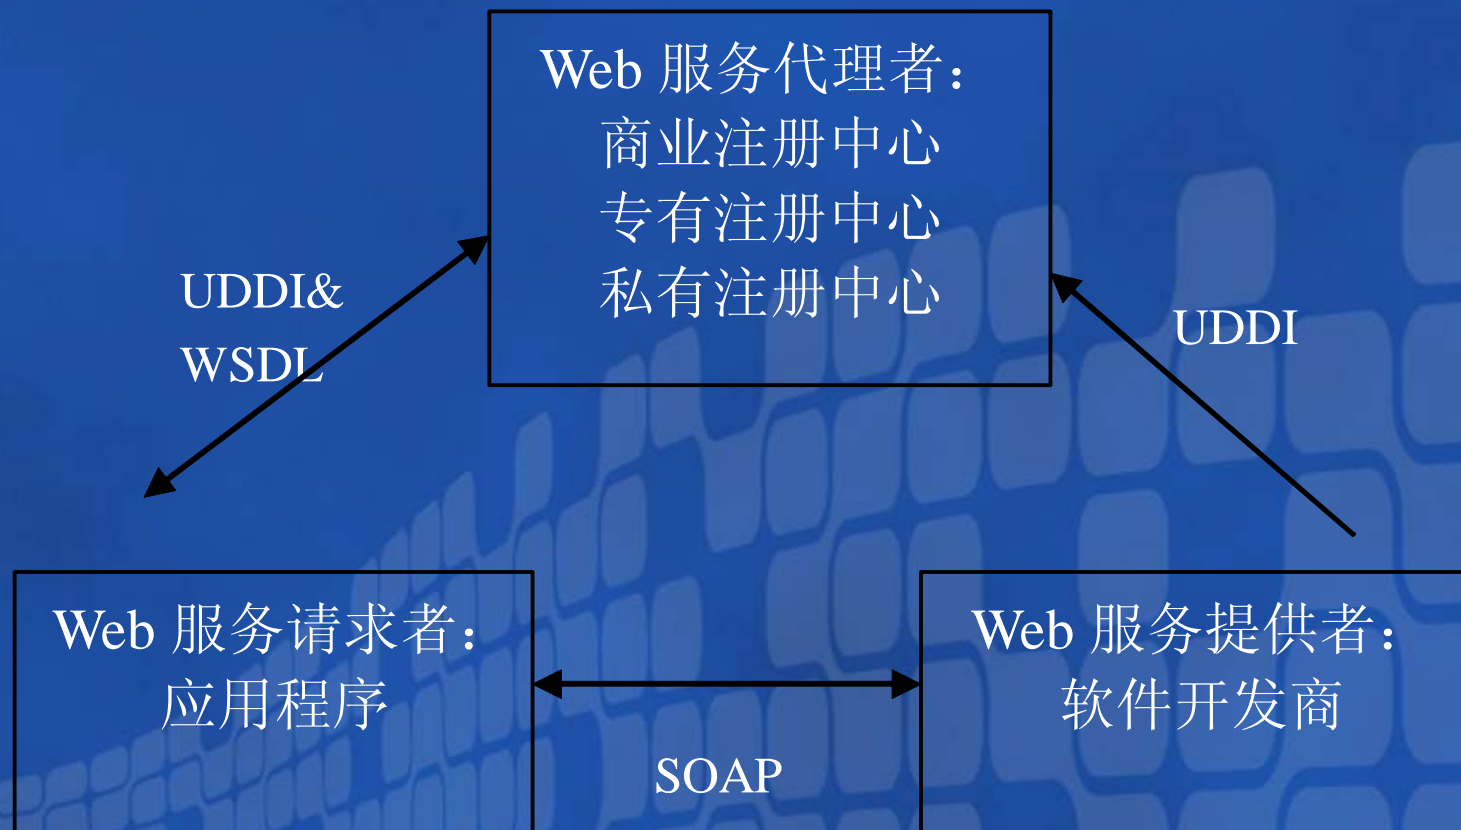 Web 服务代理者：
商业注册中心
专有注册中心
私有注册中心
UDDI&
WSDL
UDDI
Web 服务请求者：
应用程序
Web 服务提供者：
软件开发商
SOAP